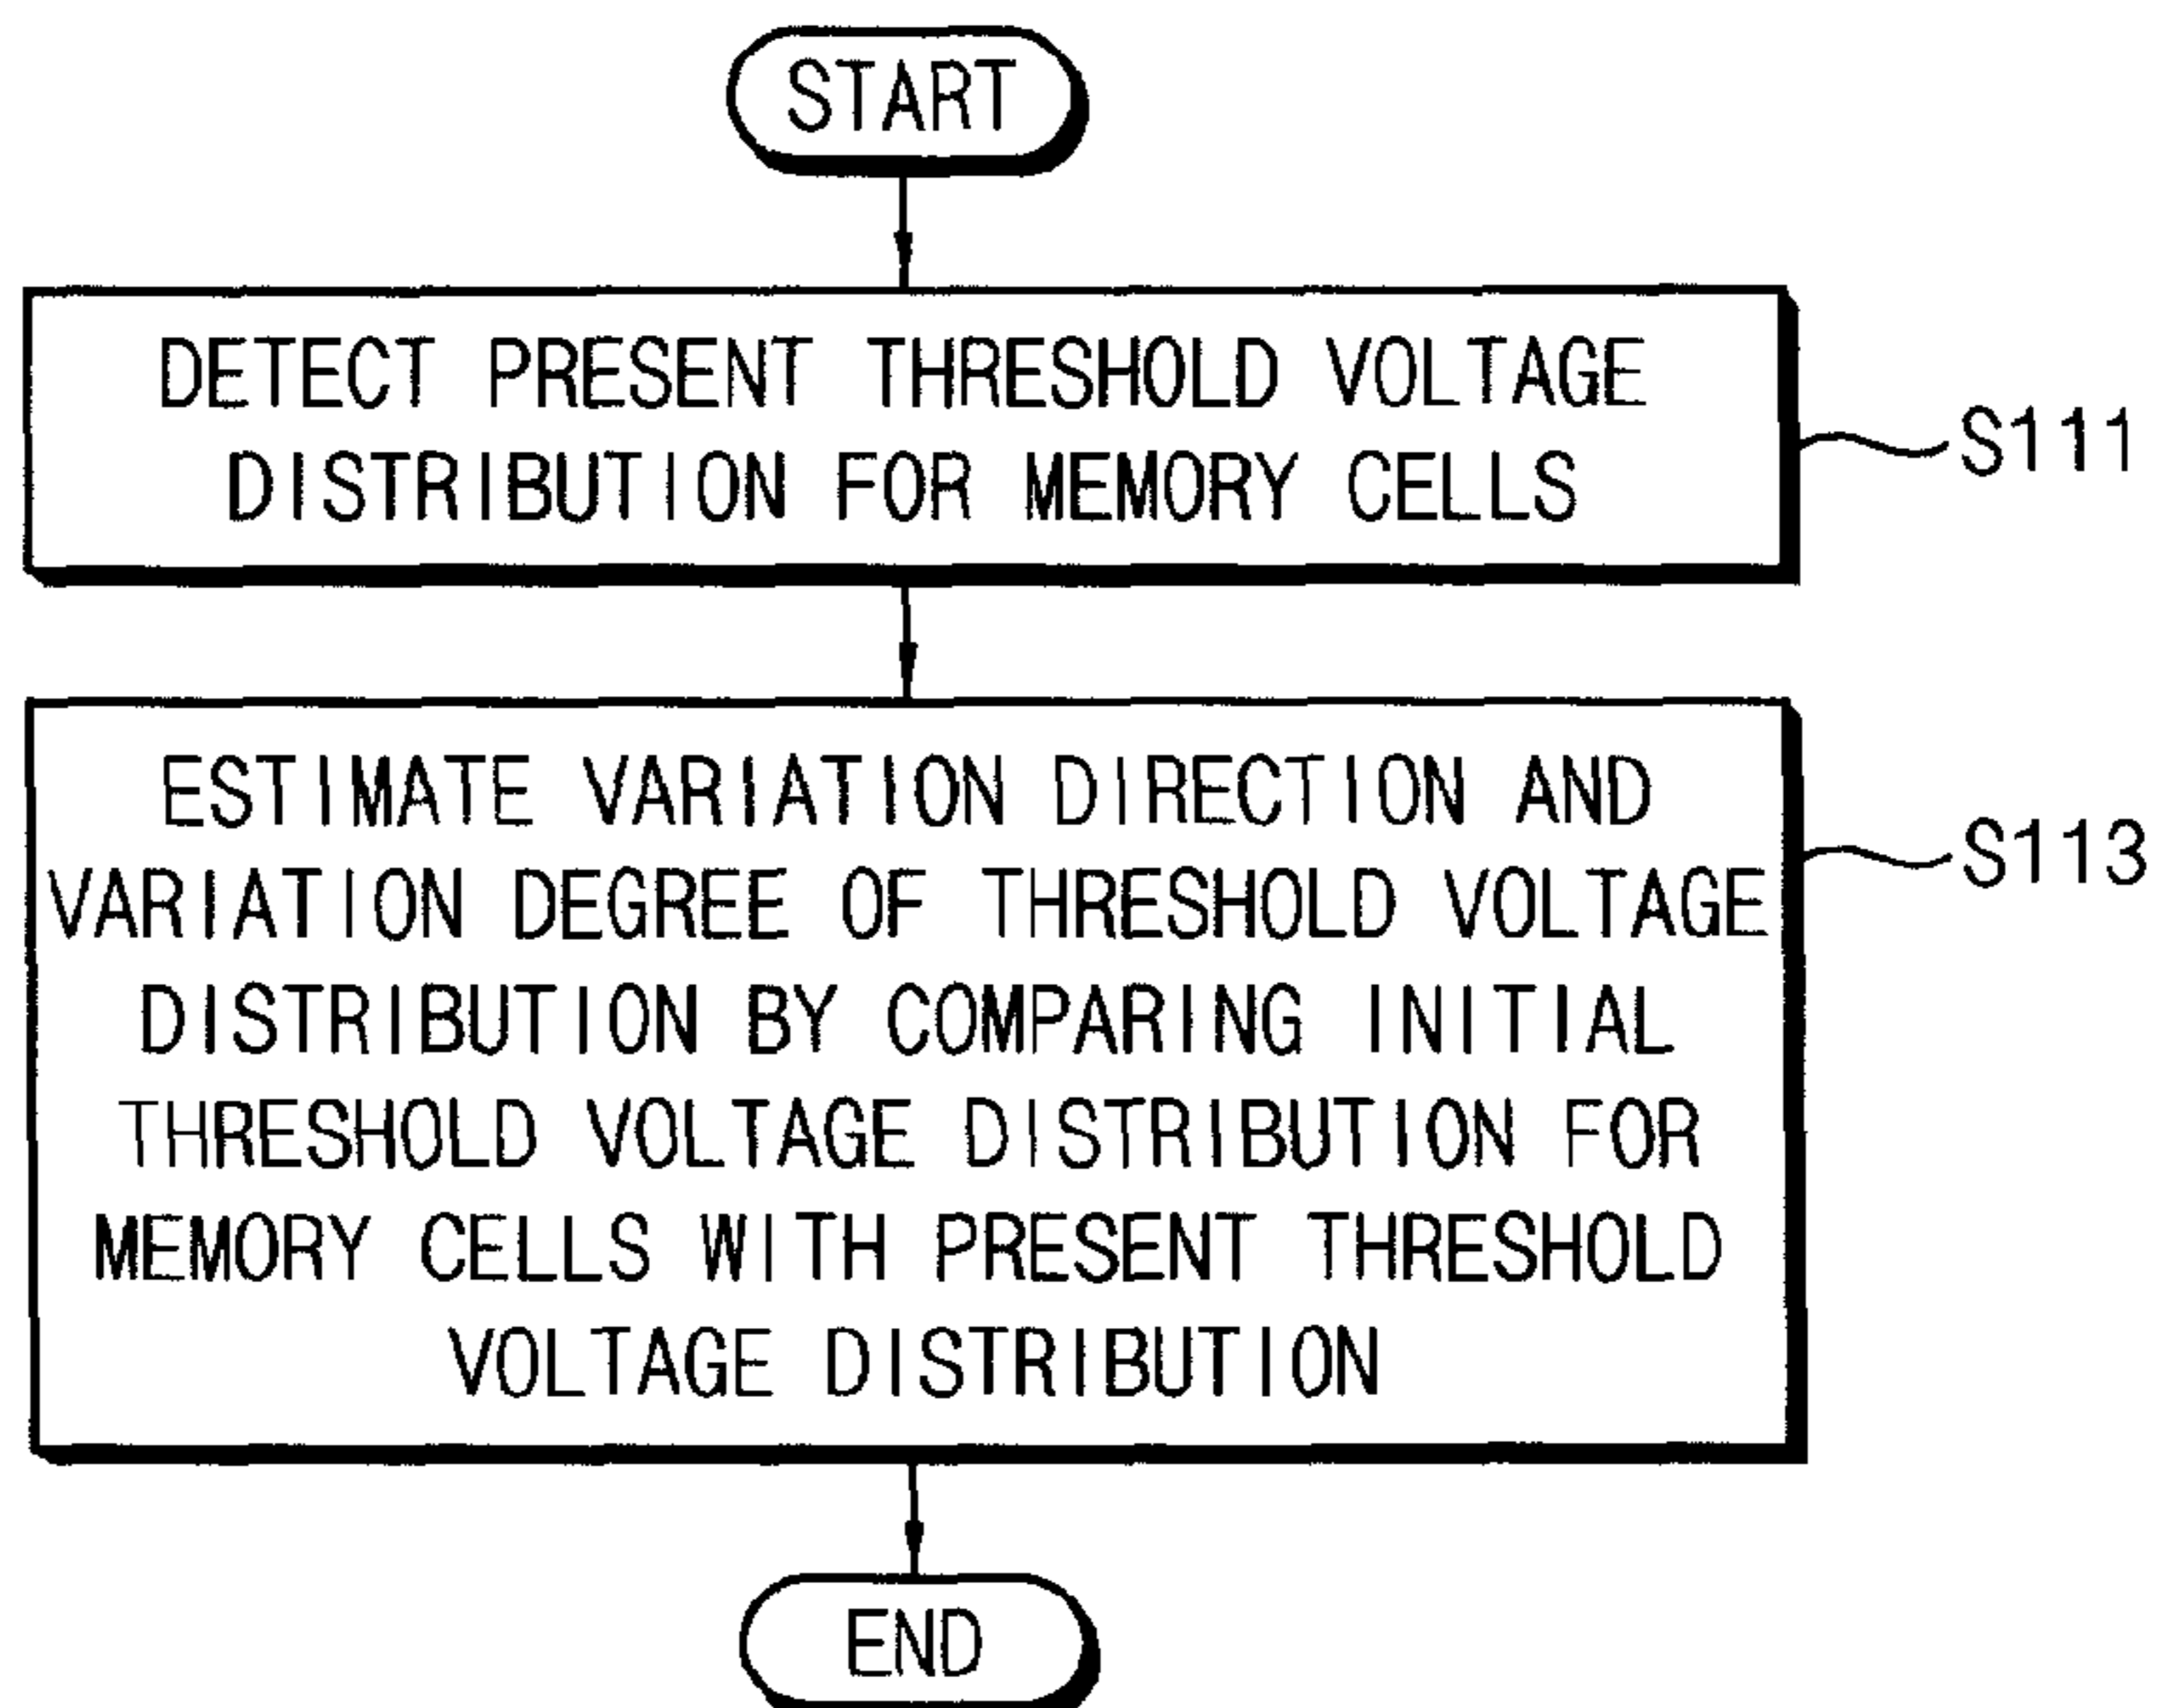 START
DETECT PRESENT THRESHOLD VOLTAGE
DISTRIBUTION FOR MEMORY CELLS
S111
ESTIMATE VARIATION DIRECTION AND
VARIATION DEGREE OF THRESHOLD VOLTAGE
DISTRIBUTION BY COMPARING INITIAL
THRESHOLD VOLTAGE DISTRIBUTION FOR
MEMORY CELLS WITH PRESENT THRESHOLD
VOLTAGE DISTRIBUTION
S113
END